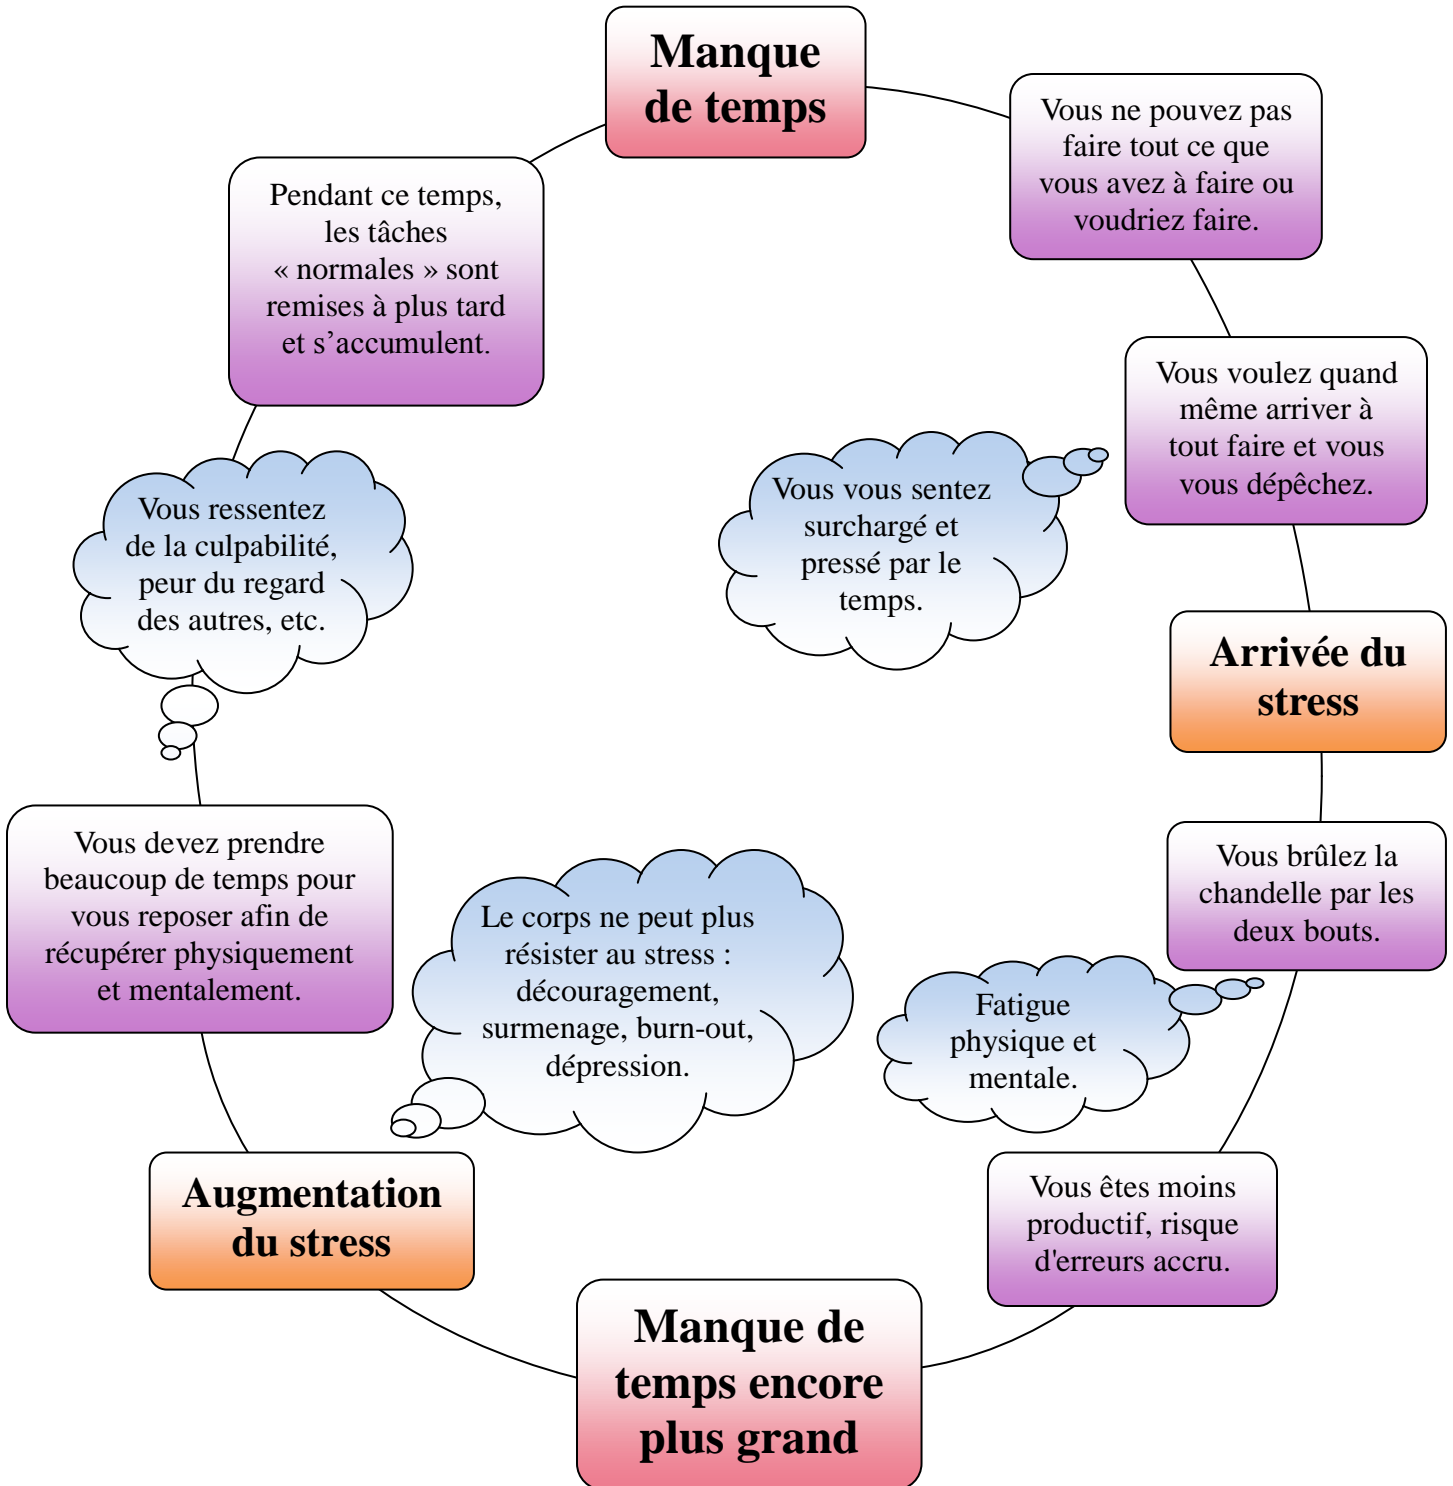 Manque
de temps
Vous ne pouvez pas
faire tout ce que
vous avez à faire ou
voudriez faire.
Vous voulez quand
même arriver à
tout faire et vous
vous dépêchez.
Vous vous sentez
surchargé et
pressé par le
temps.
Arrivée du
stress
Vous brûlez la
chandelle par les
deux bouts.
Fatigue
physique et
mentale.
Vous êtes moins
productif, risque
d'erreurs accru.
Manque de
temps encore
plus grand
Augmentation
du stress
Le corps ne peut plus
résister au stress :
découragement,
surmenage, burn-out,
dépression.
Vous devez prendre
beaucoup de temps pour
vous reposer afin de
récupérer physiquement
et mentalement.
Vous ressentez
de la culpabilité,
peur du regard
des autres, etc.
Pendant ce temps,
les tâches
« normales » sont
remises à plus tard
et s’accumulent.